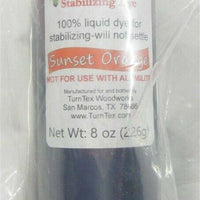 Stabilizing Dye
100% liquid dye for
stabilizing-will not settle
Sunset Orange
NOT FOR USE WITH ALUMILITE
Manufactured for and bottled by
TurnTex Woodworks
San Marcos, TX 78666
www.TurnTex.com
Net Wt: 8 oz (226g)